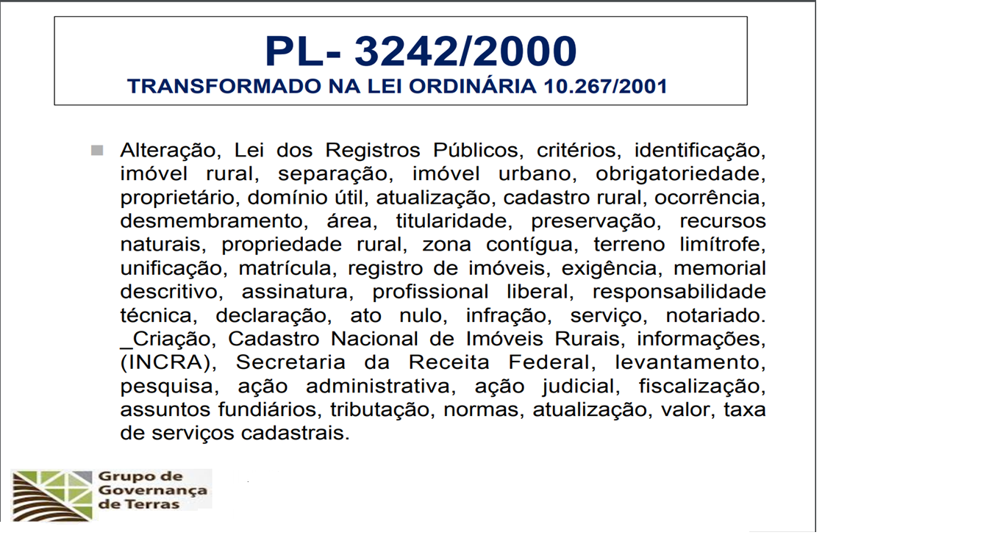 PL- 3242/2000
TRANSFORMADO NA LEI ORDINÁRIA 10.267/2001
Alteração, Lei dos Registros Públicos, critérios, identificação,
imóvel rural, separação, imóvel urbano, obrigatoriedade,
proprietário, domínio útil, atualização, cadastro rural, ocorrência,
desmembramento, área, titularidade, preservação, recursos
naturais, propriedade rural, zona contígua, terreno limítrofe,
unificação, matrícula, registro de imóveis, exigência, memorial
descritivo, assinatura, profissional liberal, responsabilidade
técnica, declaração, ato nulo, infração, serviço, notariado.
_Criação, Cadastro Nacional de Imóveis Rurais, informações,
(INCRA), Secretaria da Receita Federal, levantamento,
pesquisa, ação administrativa, ação judicial, fiscalização,
assuntos fundiários, tributação, normas, atualização, valor, taxa
de serviços cadastrais.
Grupo de
Governança
de Terras